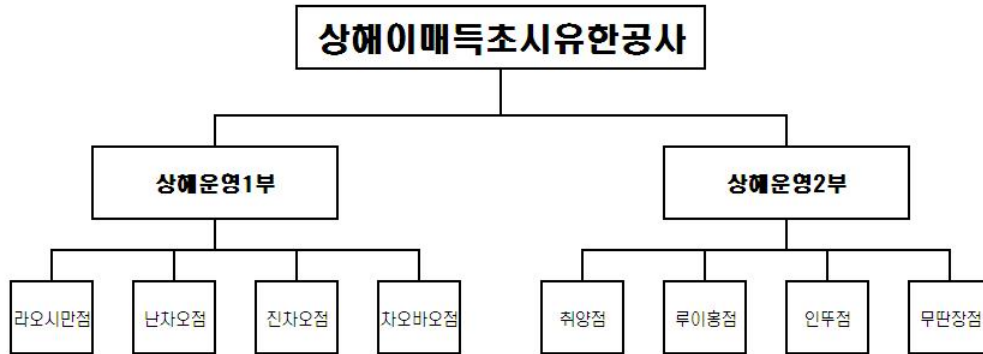 상해이매득초시유한공사
상해운영1부
상해운영2부
라오시만점
난차오점
진차오점
차오바오점
취양점
루이홍점
인뚜점
무딴장점